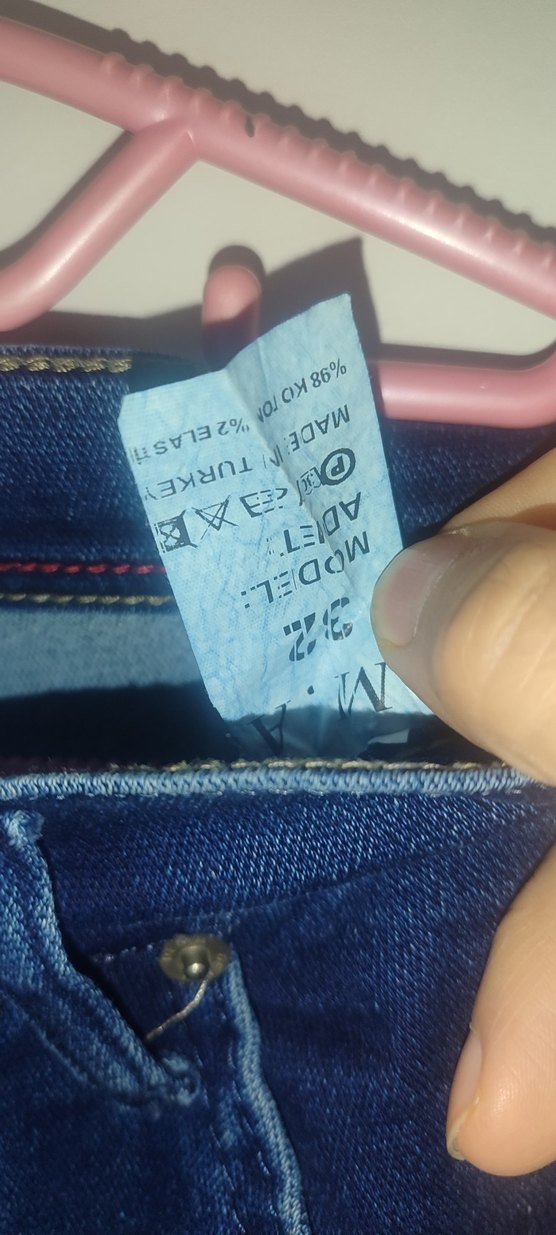 M.A
32
MODEL:
ADET:
P
MADE IN TURKEY
%98 KOTON %2